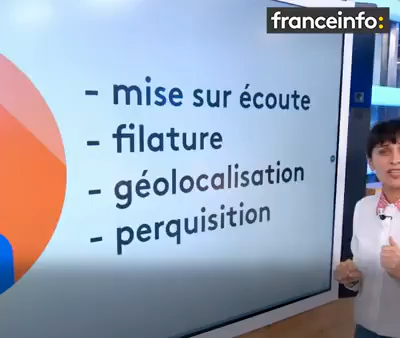 franceinfo:
- mise sur écoute
- filature
- géolocalisation
- perquisition